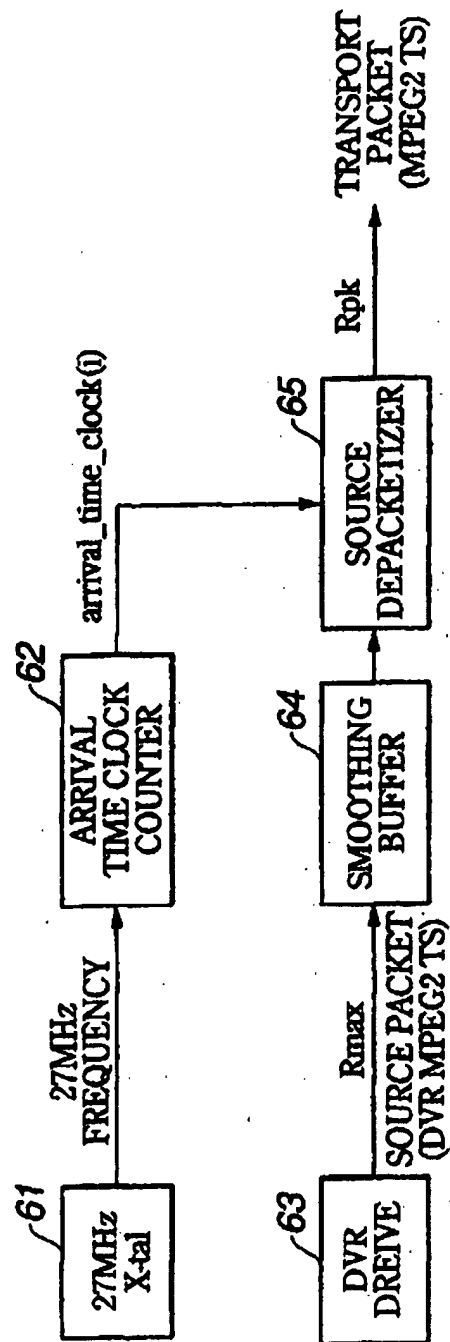 61
27MHz
X-tal
27MHz
FREQUENCY
62
ARRIVAL
TIME CLOCK
COUNTER
arrival_time_clock(i)
63
DVR
DREIVE
Rmax
SOURCE PACKET
(DVR MPEG2 TS)
64
SMOOTHING
BUFFER
65
SOURCE
DEPACKETIZER
Rpk
TRANSPORT
PACKET
(MPEG2 TS)